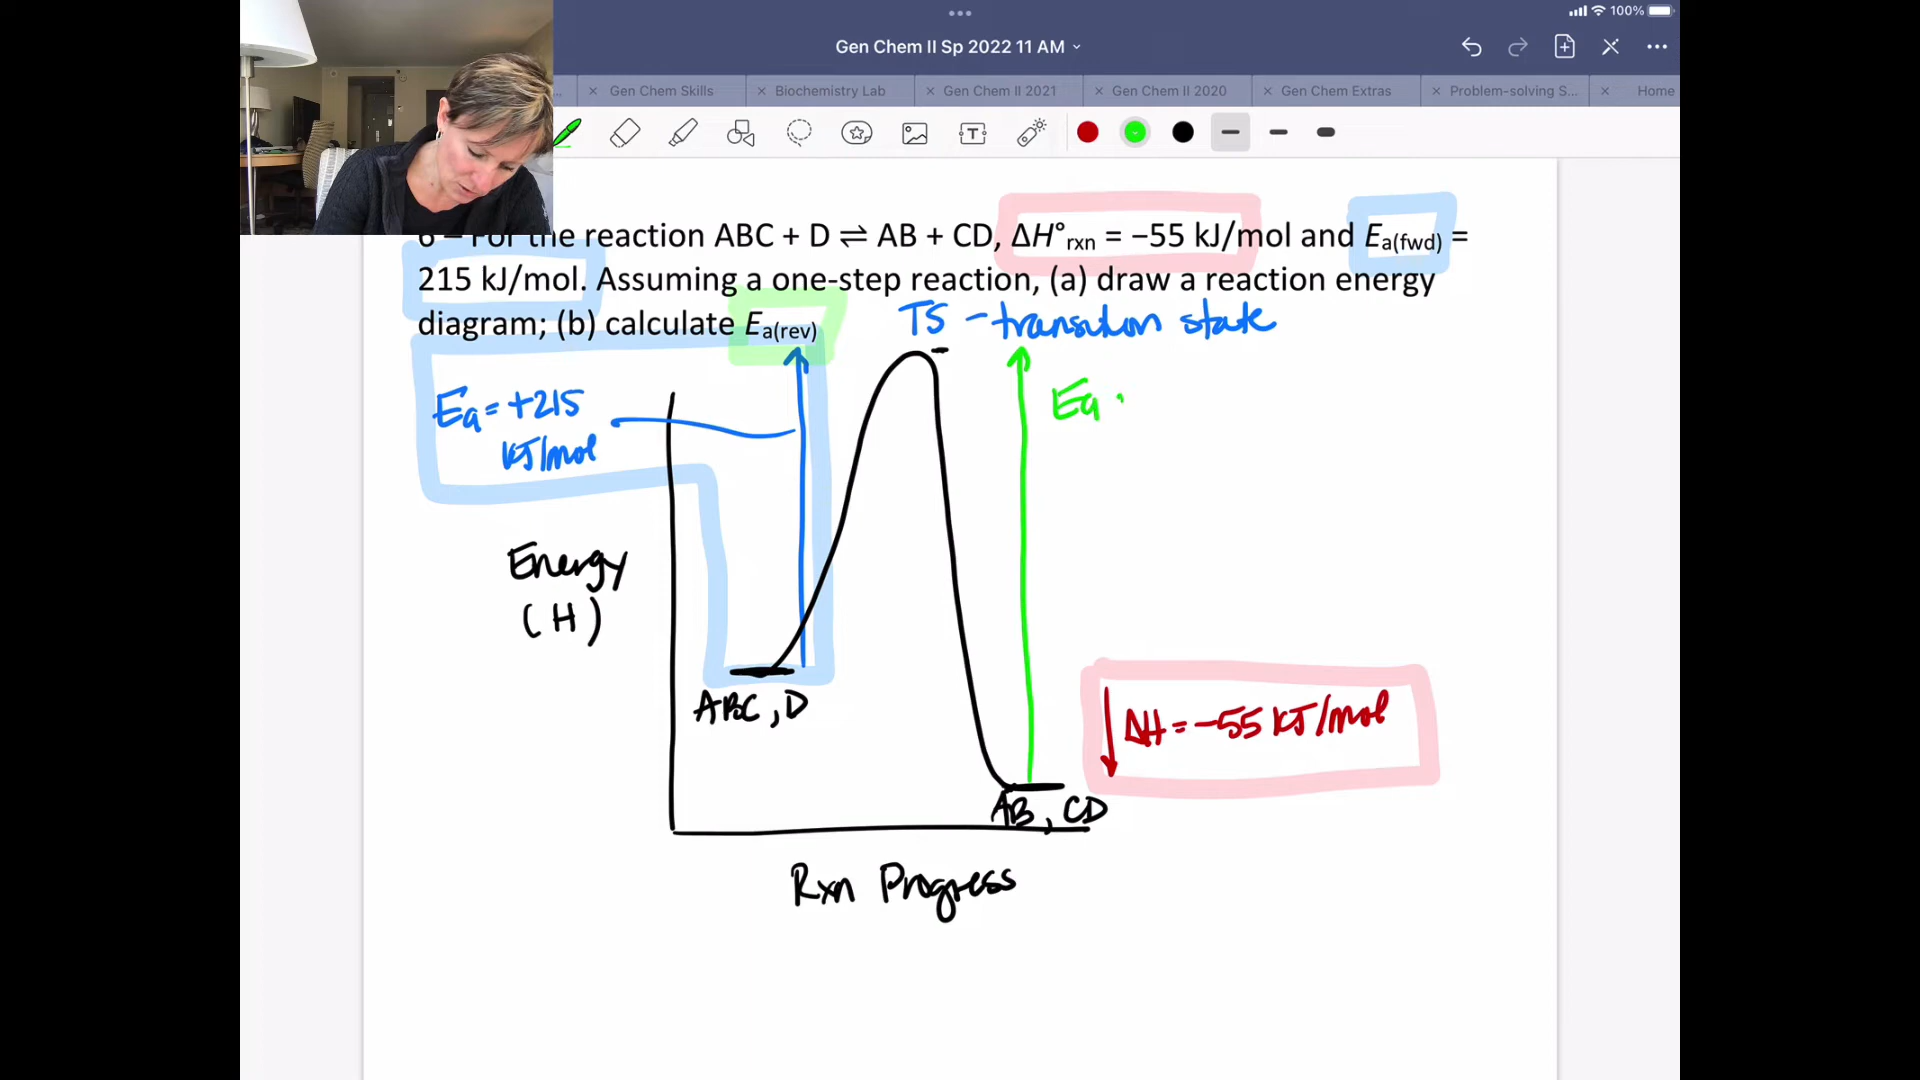 100%
Gen Chem II Sp 2022 11 AM
... Gen Chem Skills Biochemistry Lab Gen Chem II 2021 Gen Chem II 2020 Gen Chem Extras Problem-solving S... Home
6 – For the reaction ABC + D ⇌ AB + CD, ΔH°rxn = −55 kJ/mol and Ea(fwd) =
215 kJ/mol. Assuming a one-step reaction, (a) draw a reaction energy
diagram; (b) calculate Ea(rev)
TS – transition state
Ea = +215
kJ/mol
Ea
Energy
(H)
ABC, D
ΔH = −55 kJ/mol
AB, CD
Rxn Progress